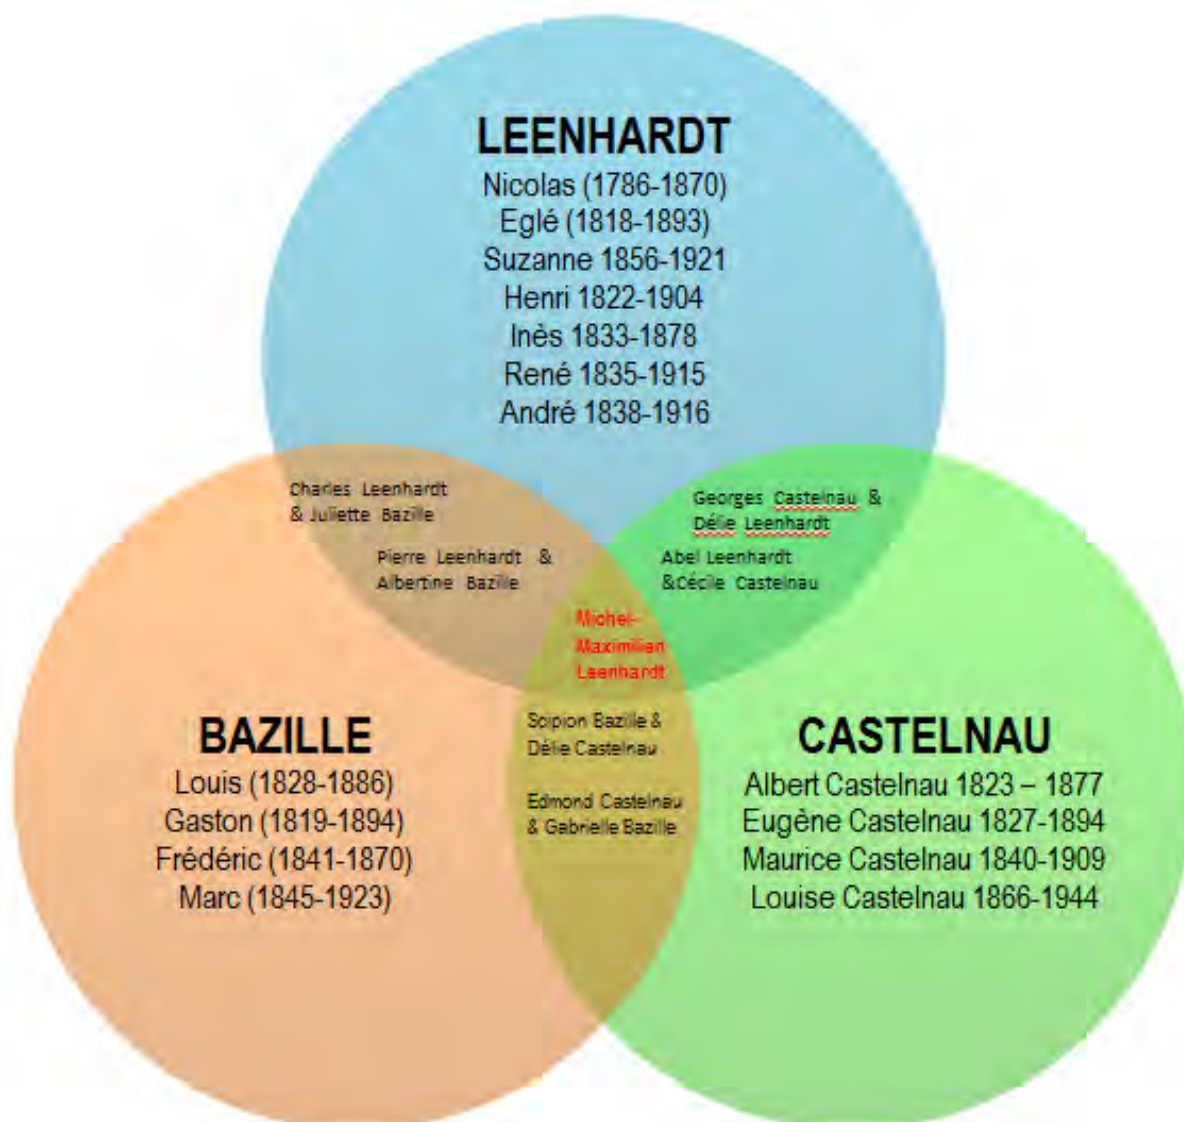 LEENHARDT
Nicolas (1786-1870)
Eglé (1818-1893)
Suzanne 1856-1921
Henri 1822-1904
Inès 1833-1878
René 1835-1915
André 1838-1916
Charles Leenhardt
& Juliette Bazille
Pierre Leenhardt &
Albertine Bazille
Georges Castelnau &
Délie Leenhardt
Abel Leenhardt
&Cécile Castelnau
Michel-
Maximilien
Leenhardt
Scipion Bazille &
Délie Castelnau
Edmond Castelnau
& Gabrielle Bazille
BAZILLE
Louis (1828-1886)
Gaston (1819-1894)
Frédéric (1841-1870)
Marc (1845-1923)
CASTELNAU
Albert Castelnau 1823 – 1877
Eugène Castelnau 1827-1894
Maurice Castelnau 1840-1909
Louise Castelnau 1866-1944